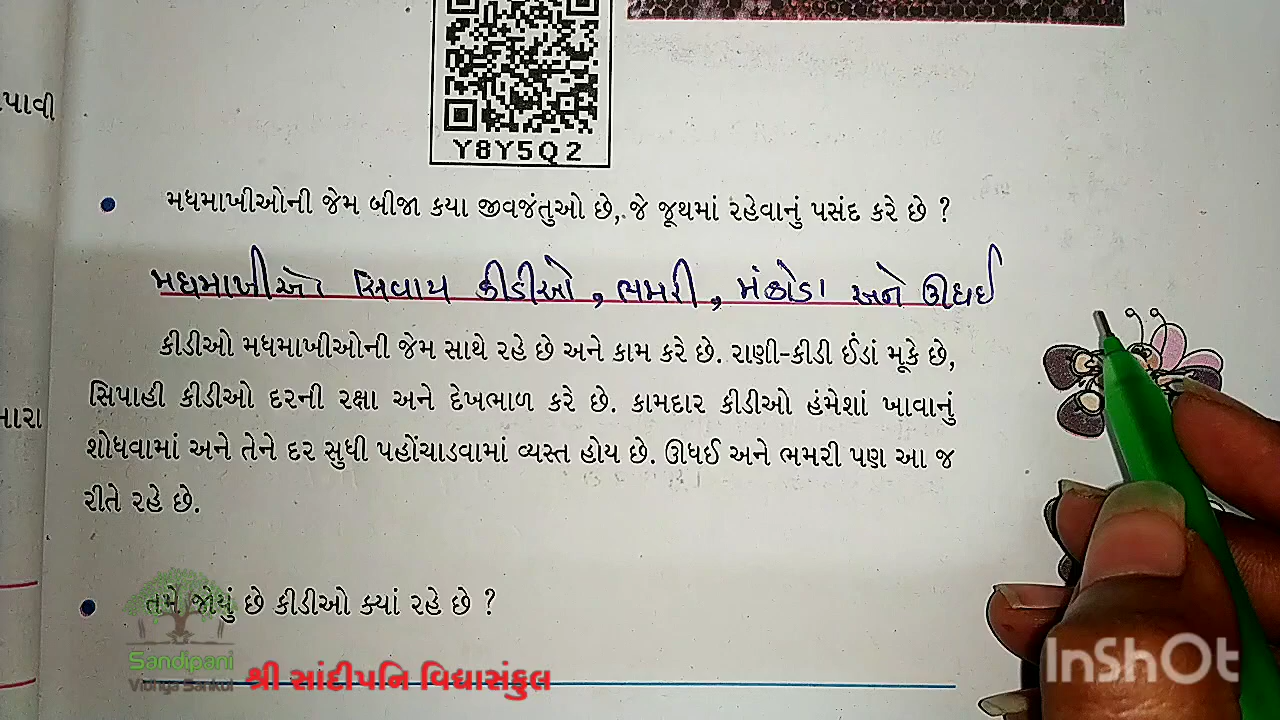 પાવી
Y8Y5Q2
મધમાખીઓની જેમ બીજા કયા જીવજંતુઓ છે, જે જૂથમાં રહેવાનું પસંદ કરે છે ?
મધમાખીઓ સિવાય કીડીઓ, ભમરી, મંકોડા અને ઊધઈ
કીડીઓ મધમાખીઓની જેમ સાથે રહે છે અને કામ કરે છે. રાણી-કીડી ઈંડાં મૂકે છે,
સિપાહી કીડીઓ દરની રક્ષા અને દેખભાળ કરે છે. કામદાર કીડીઓ હંમેશાં ખાવાનું
મારા
શોધવામાં અને તેને દર સુધી પહોંચાડવામાં વ્યસ્ત હોય છે. ઊધઈ અને ભમરી પણ આ જ
રીતે રહે છે.
તમે જોયું છે કીડીઓ ક્યાં રહે છે ?
Sandipani
Vidhya Sankul
શ્રી સાંદીપનિ વિદ્યાસંકુલ
InShOt